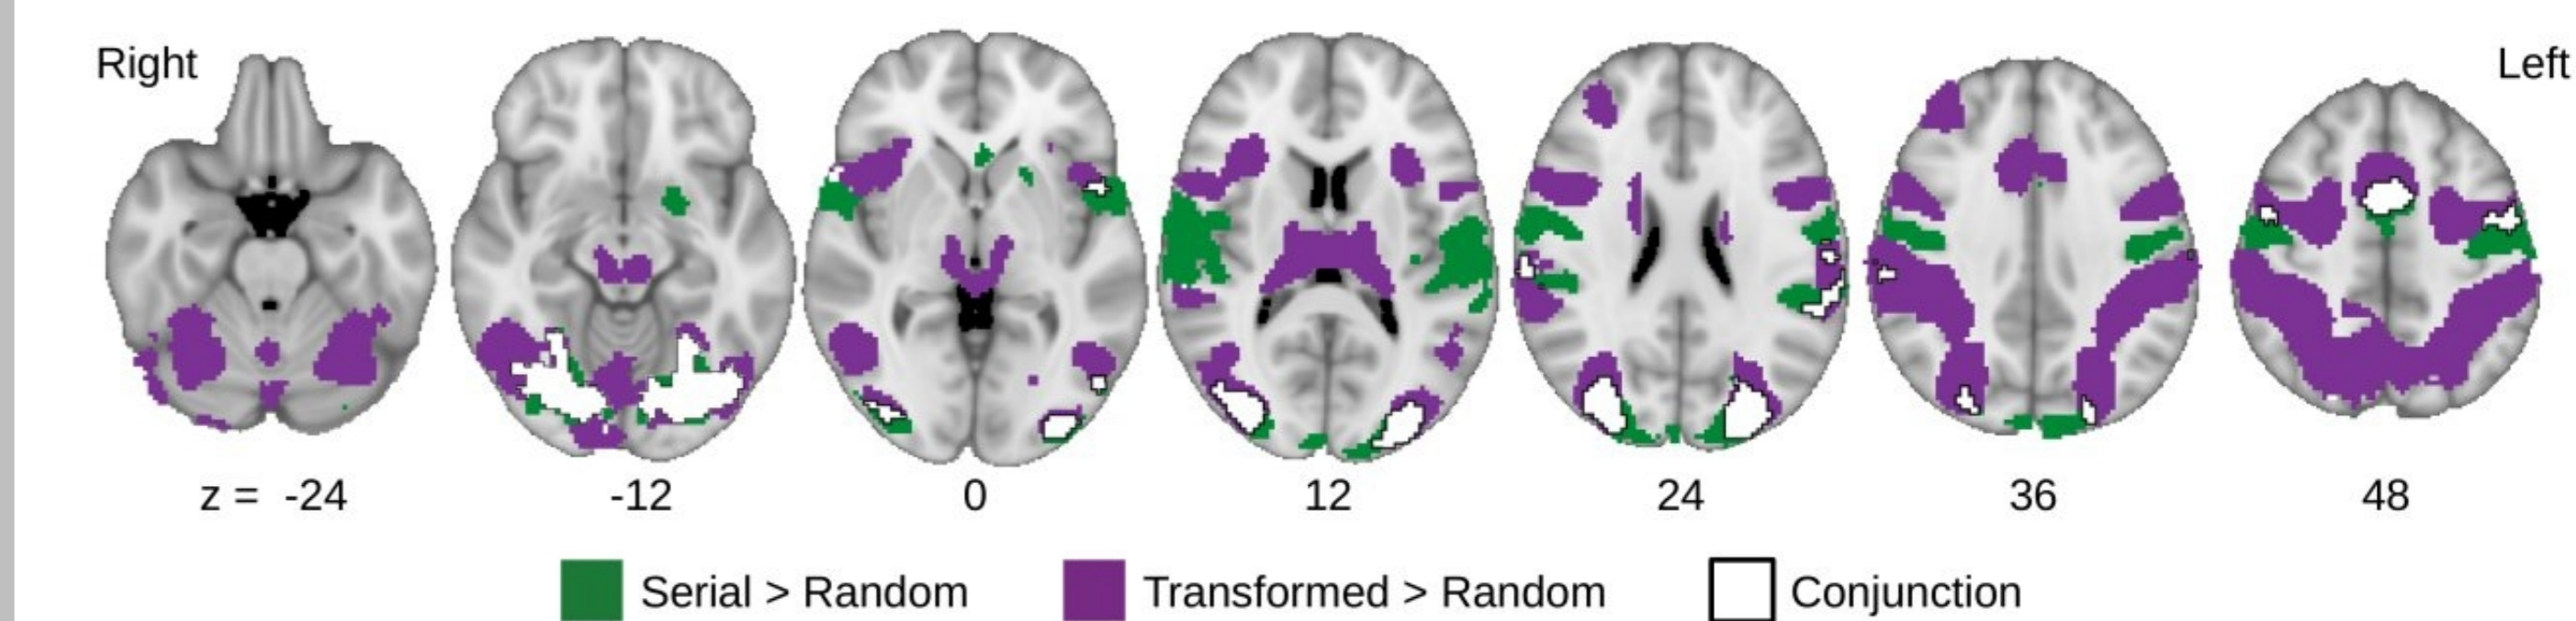 Right
Left
z = -24 -12 0 12 24 36 48
Serial > Random Transformed > Random Conjunction